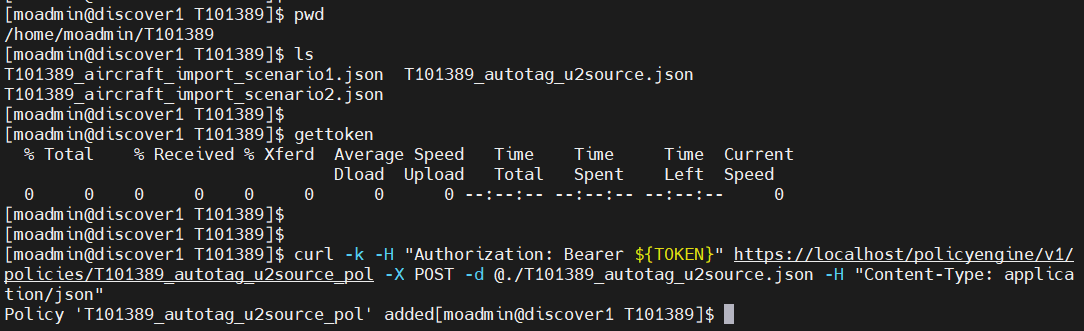 [moadmin@discover1 T101389]$ pwd
/home/moadmin/T101389
[moadmin@discover1 T101389]$ ls
T101389_aircraft_import_scenario1.json  T101389_autotag_u2source.json
T101389_aircraft_import_scenario2.json
[moadmin@discover1 T101389]$
[moadmin@discover1 T101389]$ gettoken
  % Total    % Received % Xferd  Average Speed   Time    Time     Time  Current
                                 Dload  Upload   Total   Spent    Left  Speed
  0     0    0     0    0     0      0      0 --:--:-- --:--:-- --:--:--     0
[moadmin@discover1 T101389]$
[moadmin@discover1 T101389]$
[moadmin@discover1 T101389]$ curl -k -H "Authorization: Bearer ${TOKEN}" https://localhost/policyengine/v1/
policies/T101389_autotag_u2source_pol -X POST -d @./T101389_autotag_u2source.json -H "Content-Type: applica
tion/json"
Policy 'T101389_autotag_u2source_pol' added[moadmin@discover1 T101389]$